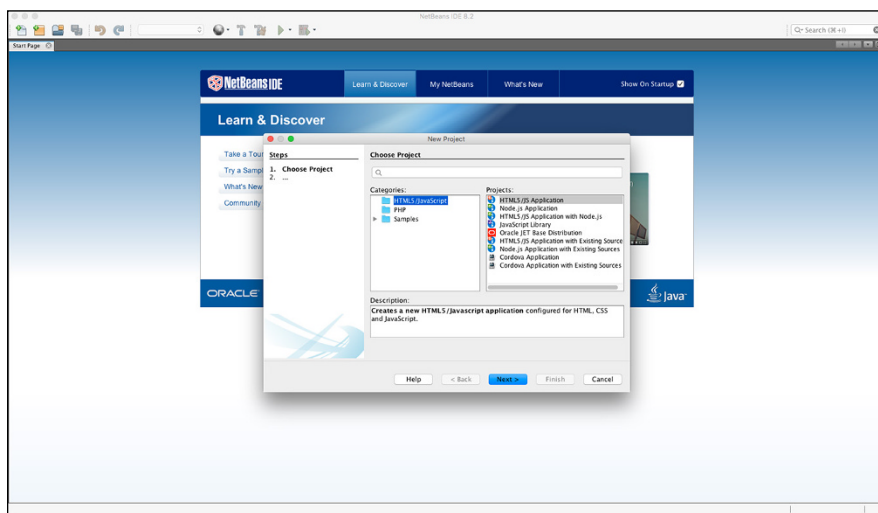 NetBeans IDE 8.2
Search (⌘+I)
Start Page
NetBeans IDE
Learn & Discover
My NetBeans
What's New
Show On Startup
Learn & Discover
Take a Tour
Try a Sampl
What's New
Community
ORACLE
Java
New Project
Steps
1. Choose Project
2. ...
Choose Project
Categories:
HTML5/JavaScript
PHP
Samples
Projects:
HTML5/JS Application
Node.js Application
HTML5/JS Application with Node.js
JavaScript Library
Oracle JET Base Distribution
HTML5/JS Application with Existing Source
Node.js Application with Existing Sources
Cordova Application
Cordova Application with Existing Sources
Description:
Creates a new HTML5/Javascript application configured for HTML, CSS
and JavaScript.
Help
< Back
Next >
Finish
Cancel